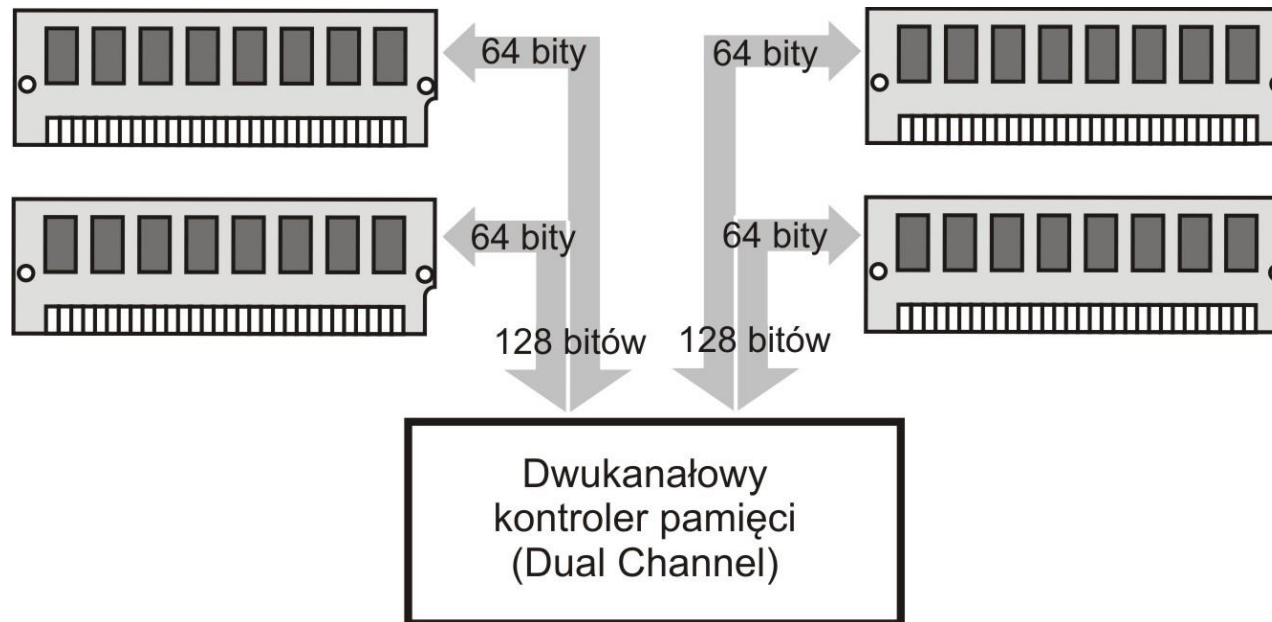 64 bity
64 bity
64 bity
64 bity
128 bitów
128 bitów
Dwukanałowy
kontroler pamięci
(Dual Channel)